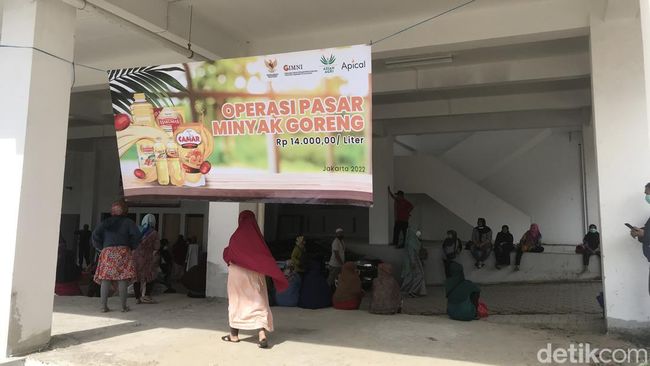 GIMNI
ASIAN AGRI
Apical
OPERASI PASAR
MINYAK GORENG
Rp 14.000,00/ Liter
CAMAR
Jakarta 2022
detikcom